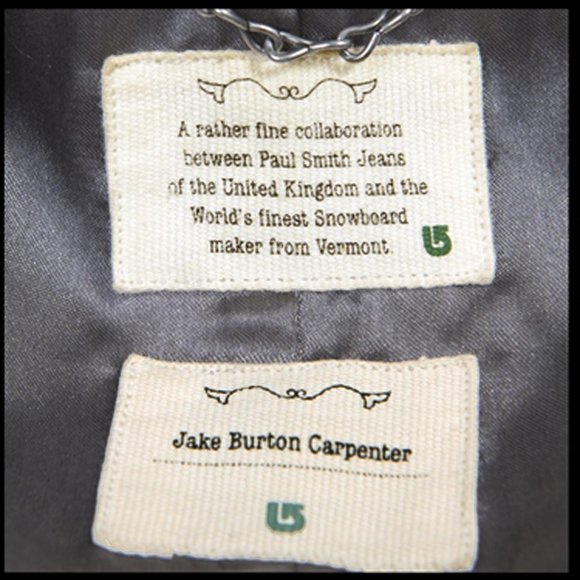 A rather fine collaboration
between Paul Smith Jeans
of the United Kingdom and the
World's finest Snowboard
maker from Vermont.
Jake Burton Carpenter